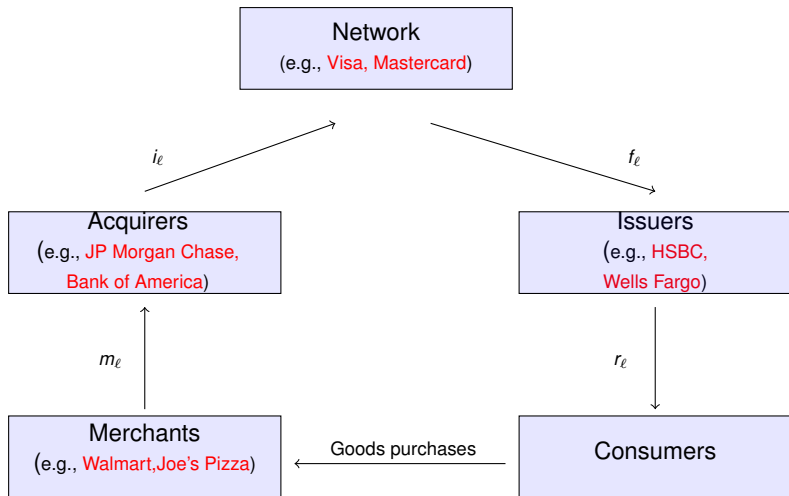 Network
(e.g., Visa, Mastercard)
iℓ
fℓ
Acquirers
(e.g., JP Morgan Chase,
Bank of America)
Issuers
(e.g., HSBC,
Wells Fargo)
mℓ
rℓ
Merchants
(e.g., Walmart,Joe's Pizza)
Goods purchases
Consumers